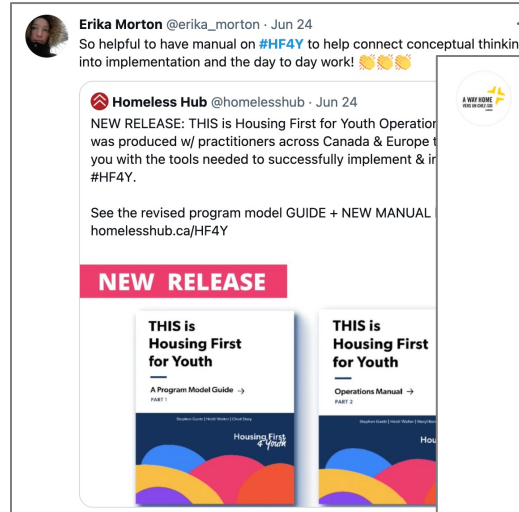 Erika Morton @erika_morton · Jun 24
So helpful to have manual on #HF4Y to help connect conceptual thinkin
into implementation and the day to day work! 👏👏👏
Homeless Hub @homelesshub · Jun 24
NEW RELEASE: THIS is Housing First for Youth Operation
was produced w/ practitioners across Canada & Europe t
you with the tools needed to successfully implement & i
#HF4Y.
See the revised program model GUIDE + NEW MANUAL
homelesshub.ca/HF4Y
A WAY HOME
NEW RELEASE
THIS is
Housing First
for Youth
A Program Model Guide →
PART 1
Housing First
4 Youth
THIS is
Housing First
for Youth
Operations Manual →
PART 2
Hou